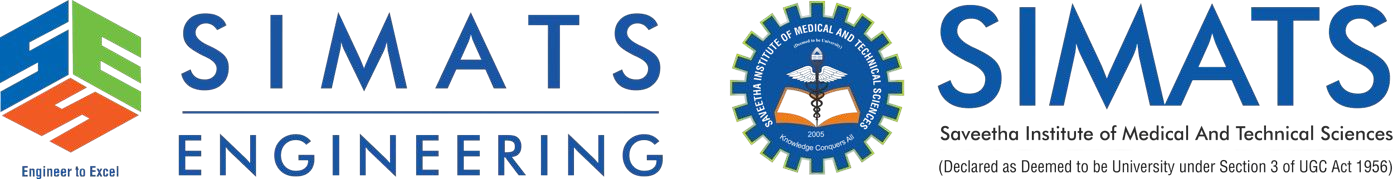 SES
Engineer to Excel
SIMATS
ENGINEERING
SAVEETHA INSTITUTE OF MEDICAL AND TECHNICAL SCIENCES
(Deemed to be University)
2005
Knowledge Conquers All
SIMATS
Saveetha Institute of Medical And Technical Sciences
(Declared as Deemed to be University under Section 3 of UGC Act 1956)